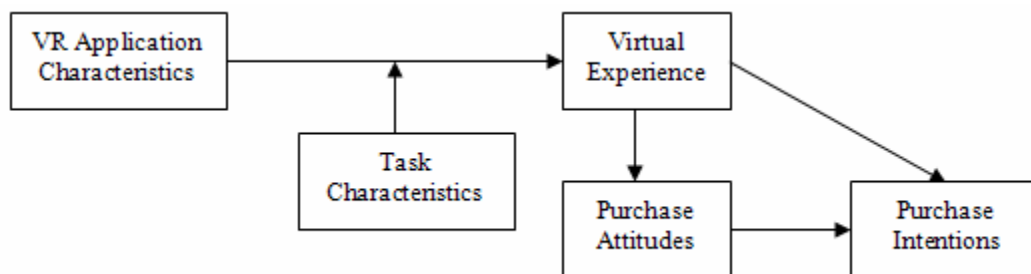 VR Application
Characteristics
Virtual
Experience
Task
Characteristics
Purchase
Attitudes
Purchase
Intentions